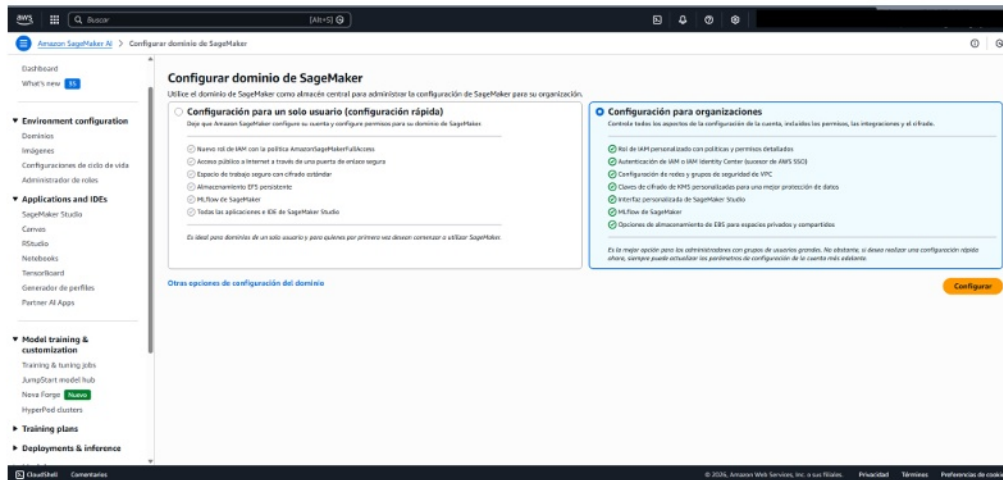 aws
Buscar
[Alt+S]
Amazon SageMaker AI > Configurar dominio de SageMaker
Dashboard
What's new 35
Environment configuration
Dominios
Imágenes
Configuraciones de ciclo de vida
Administrador de roles
Applications and IDEs
SageMaker Studio
Canvas
RStudio
Notebooks
TensorBoard
Generador de perfiles
Partner AI Apps
Model training &
customization
Training & tuning jobs
JumpStart model hub
Nova Forge Nuevo
HyperPod clusters
Training plans
Deployments & inference
Configurar dominio de SageMaker
Utilice el dominio de SageMaker como almacén central para administrar la configuración de SageMaker para su organización.
Configuración para un solo usuario (configuración rápida)
Deje que Amazon SageMaker configure su cuenta y configure permisos para su dominio de SageMaker.
Nuevo rol de IAM con la política AmazonSageMakerFullAccess
Acceso público a Internet a través de una puerta de enlace segura
Espacio de trabajo seguro con cifrado estándar
Almacenamiento EFS persistente
MLflow de SageMaker
Todas las aplicaciones e IDE de SageMaker Studio
Es ideal para dominios de un solo usuario y para quienes por primera vez desean comenzar a utilizar SageMaker.
Configuración para organizaciones
Controle todos los aspectos de la configuración de la cuenta, incluidos los permisos, las integraciones y el cifrado.
Rol de IAM personalizado con políticas y permisos detallados
Autenticación de IAM o IAM Identity Center (sucesor de AWS SSO)
Configuración de redes y grupos de seguridad de VPC
Claves de cifrado de KMS personalizadas para una mejor protección de datos
Interfaz personalizada de SageMaker Studio
MLflow de SageMaker
Opciones de almacenamiento de EBS para espacios privados y compartidos
Es la mejor opción para los administradores con grupos de usuarios grandes. No obstante, si desea realizar una configuración rápida
ahora, siempre puede actualizar los parámetros de configuración de la cuenta más adelante.
Otras opciones de configuración del dominio
Configurar
CloudShell Comentarios
© 2026, Amazon Web Services, Inc. o sus filiales. Privacidad Términos Preferencias de cookies